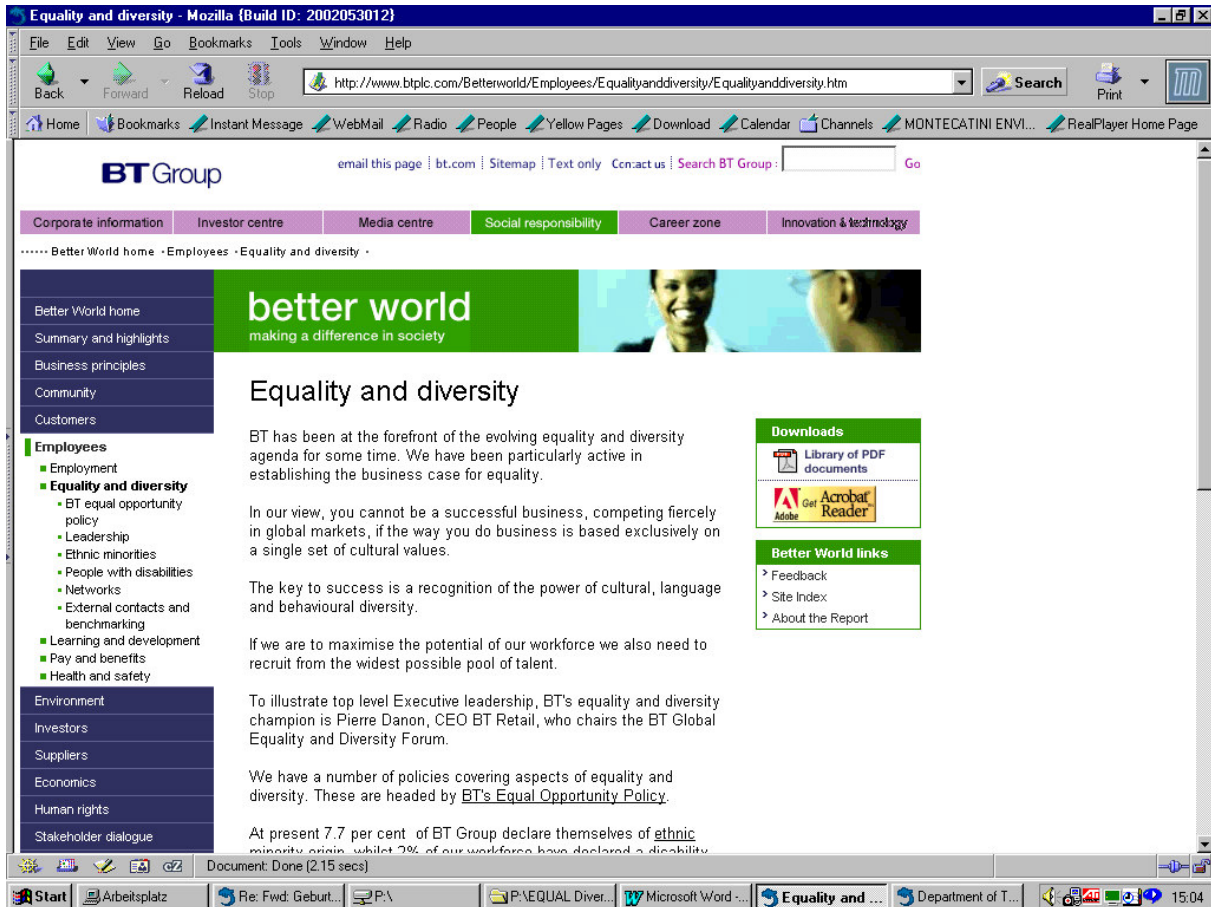 Equality and diversity - Mozilla {Build ID: 2002053012}
File Edit View Go Bookmarks Tools Window Help
Back Forward Reload Stop http://www.btplc.com/Betterworld/Employees/Equalityanddiversity/Equalityanddiversity.htm Search Print
Home Bookmarks Instant Message WebMail Radio People Yellow Pages Download Calendar Channels MONTECATINI ENVI... RealPlayer Home Page
BT Group
email this page bt.com Sitemap Text only Contact us Search BT Group : Go
Corporate information Investor centre Media centre Social responsibility Career zone Innovation & technology
...... Better World home · Employees · Equality and diversity ·
better world
making a difference in society
Better World home
Summary and highlights
Business principles
Community
Customers
Employees
Employment
Equality and diversity
BT equal opportunity
policy
Leadership
Ethnic minorities
People with disabilities
Networks
External contacts and
benchmarking
Learning and development
Pay and benefits
Health and safety
Environment
Investors
Suppliers
Economics
Human rights
Stakeholder dialogue
Equality and diversity
BT has been at the forefront of the evolving equality and diversity
agenda for some time. We have been particularly active in
establishing the business case for equality.
In our view, you cannot be a successful business, competing fiercely
in global markets, if the way you do business is based exclusively on
a single set of cultural values.
The key to success is a recognition of the power of cultural, language
and behavioural diversity.
If we are to maximise the potential of our workforce we also need to
recruit from the widest possible pool of talent.
To illustrate top level Executive leadership, BT's equality and diversity
champion is Pierre Danon, CEO BT Retail, who chairs the BT Global
Equality and Diversity Forum.
We have a number of policies covering aspects of equality and
diversity. These are headed by BT's Equal Opportunity Policy.
At present 7.7 per cent of BT Group declare themselves of ethnic
minority origin, whilst 2% of our workforce have declared a disability
Downloads
Library of PDF
documents
Adobe Get Acrobat
Reader
Better World links
Feedback
Site Index
About the Report
Document: Done (2.15 secs)
Start Arbeitsplatz Re: Fwd: Geburt... P:\ P:\EQUAL Diver... Microsoft Word -... Equality and ... Department of T... 15:04